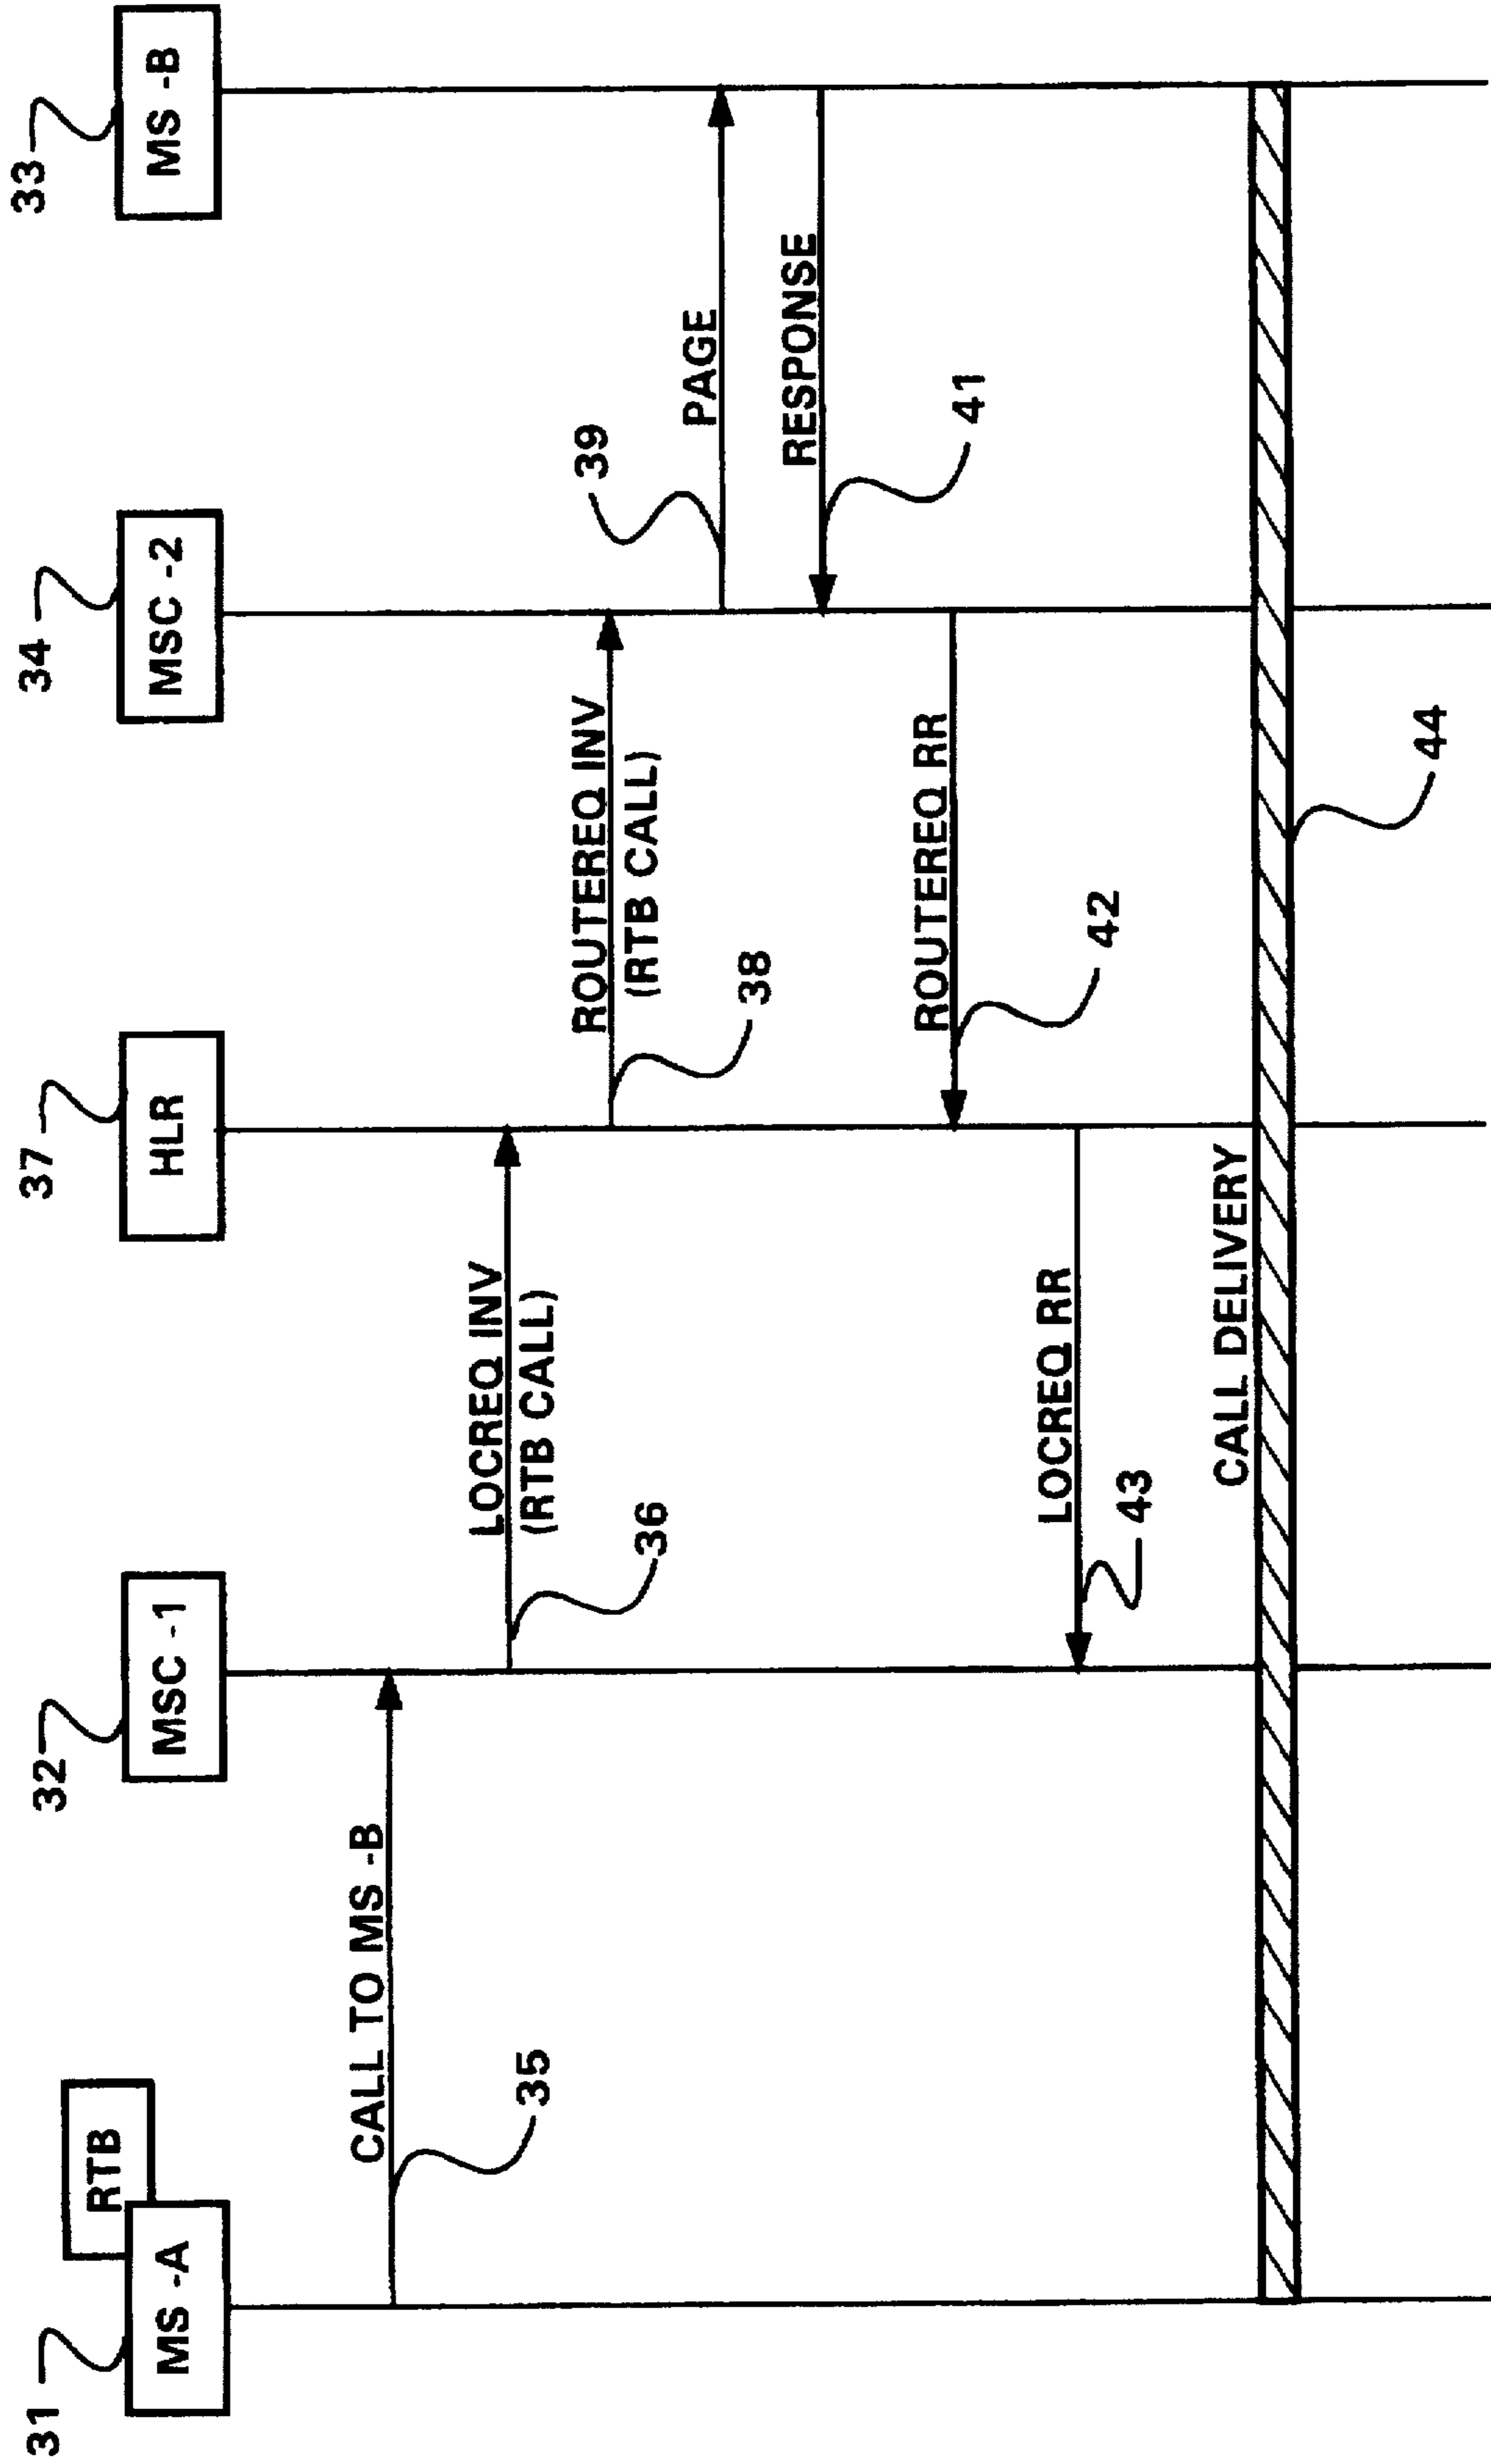 31
MS -A
RTB
32
MSC -1
37
HLR
34
MSC -2
33
MS -B
CALL TO MS -B
35
LOCREQ INV
(RTB CALL)
36
ROUTEREQ INV
(RTB CALL)
38
PAGE
39
RESPONSE
41
ROUTEREQ RR
42
LOCREQ RR
43
CALL DELIVERY
44